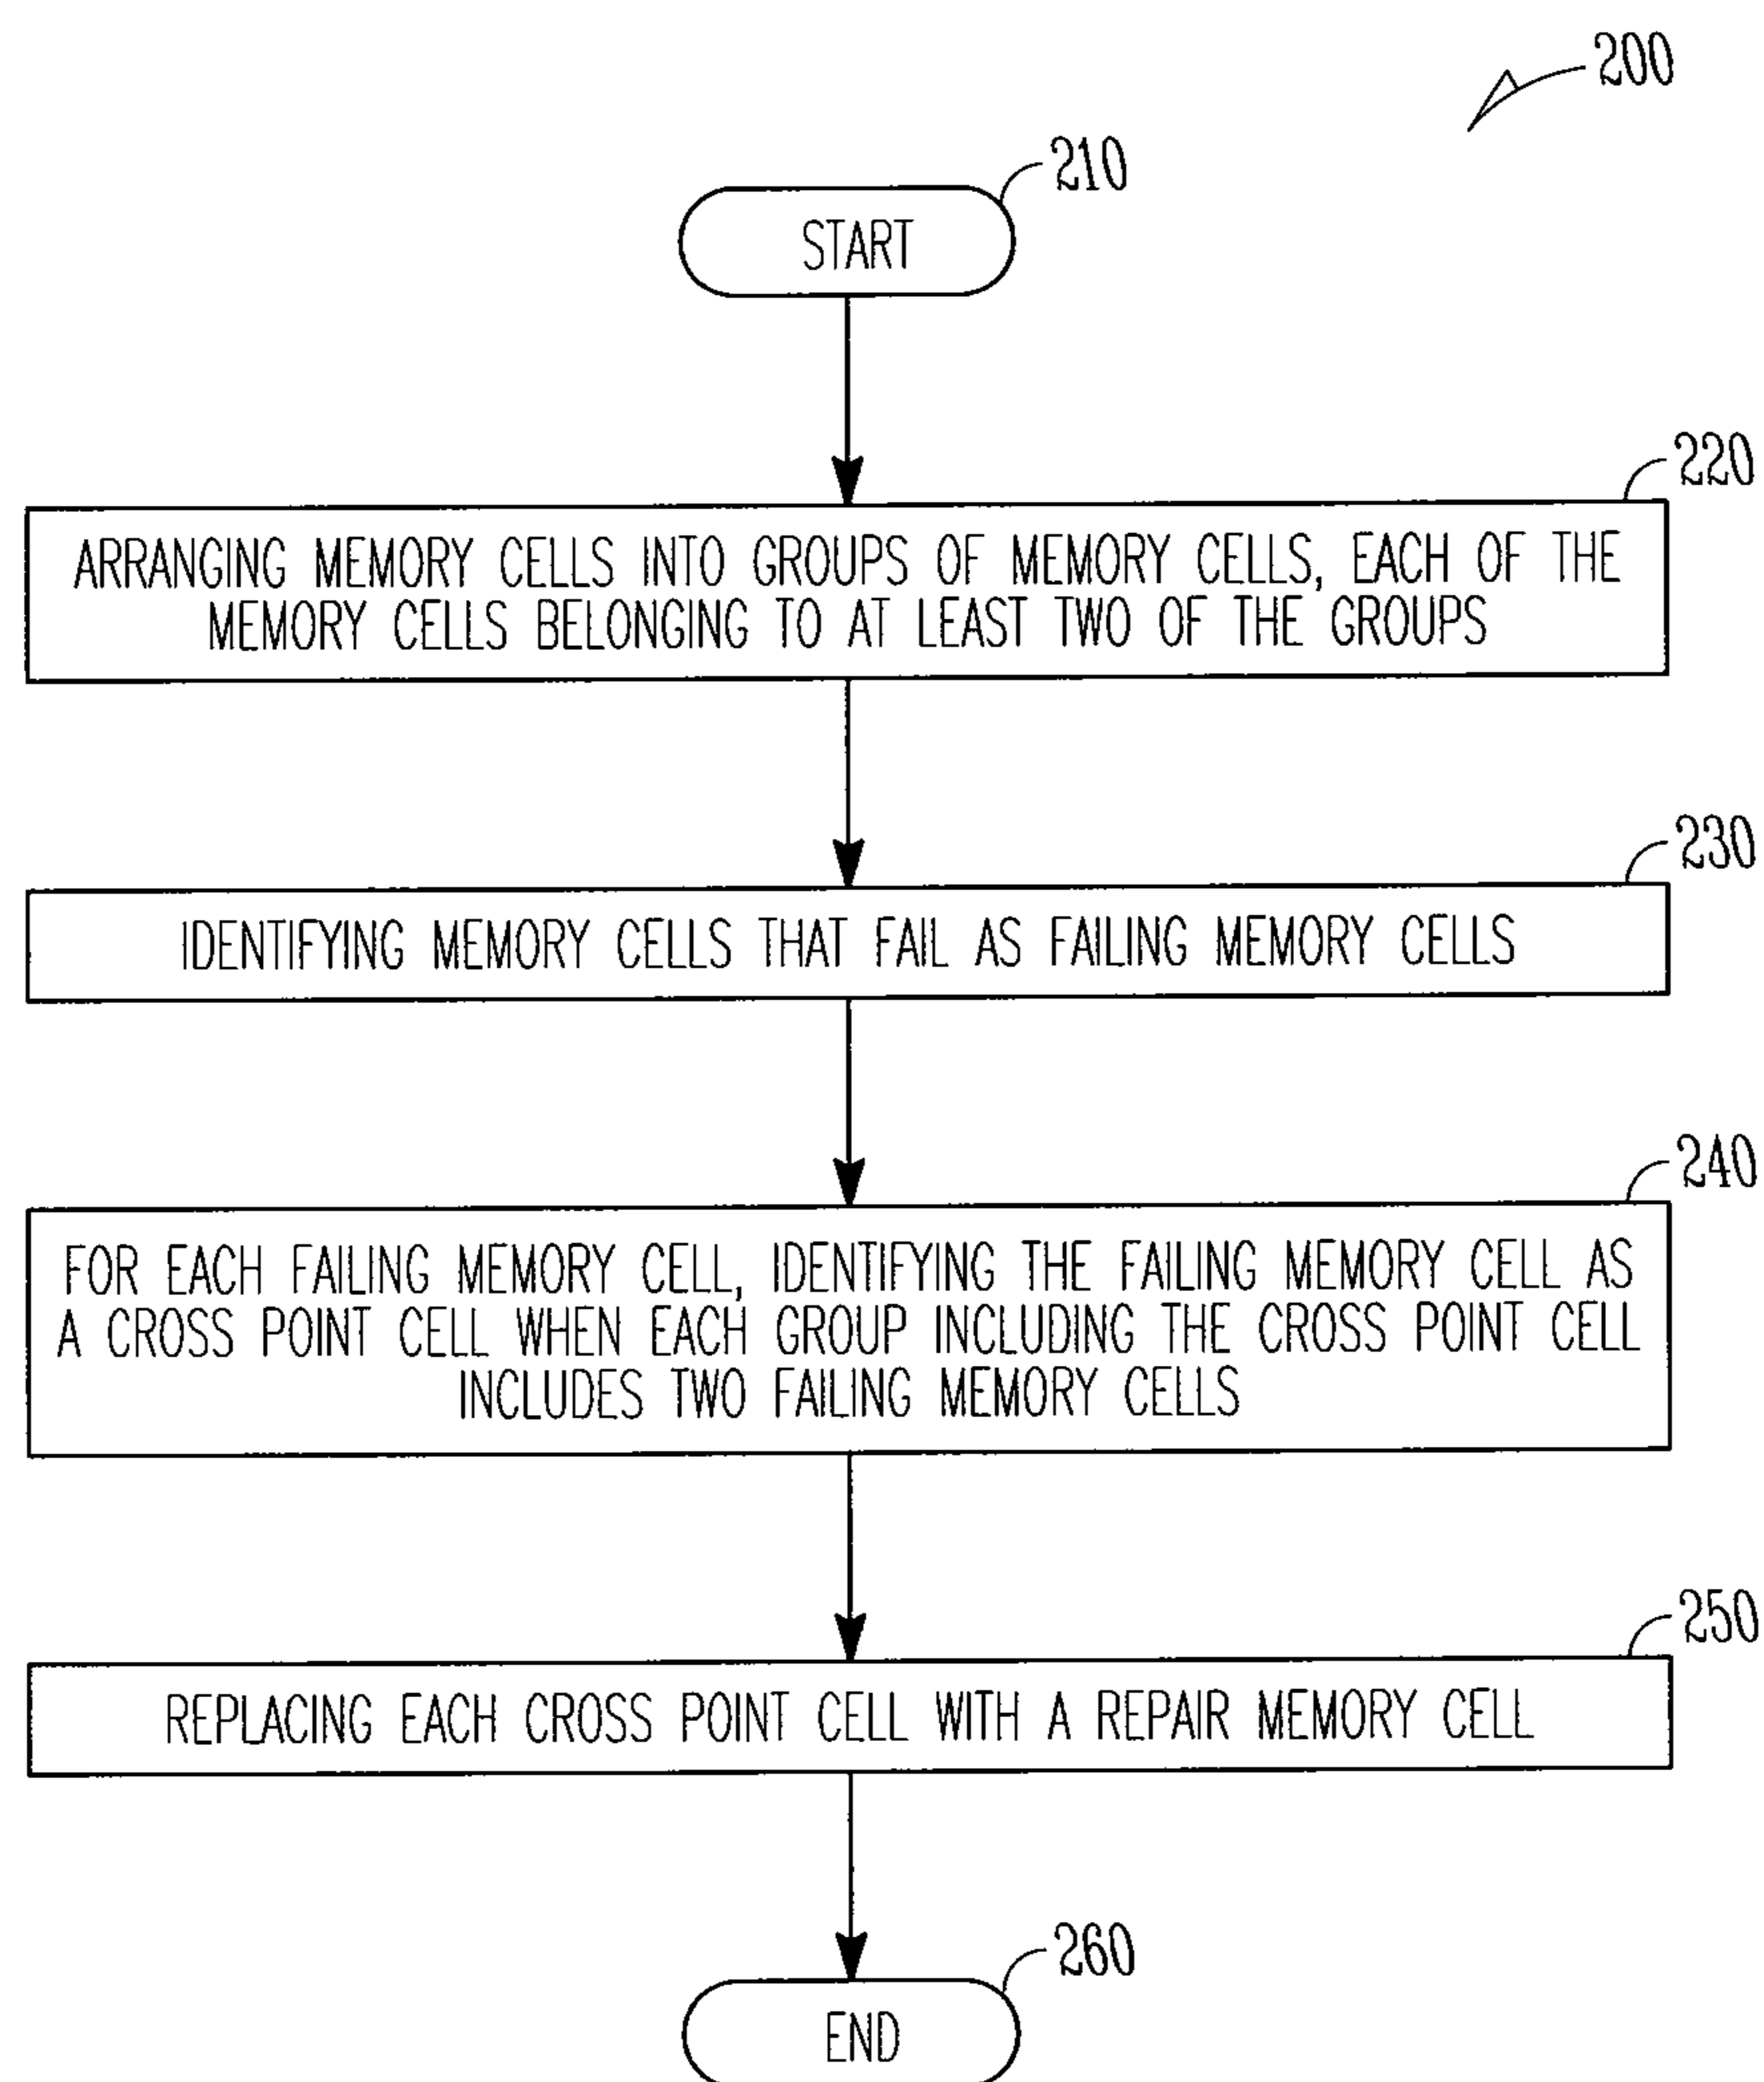 200
210
START
220
ARRANGING MEMORY CELLS INTO GROUPS OF MEMORY CELLS, EACH OF THE
MEMORY CELLS BELONGING TO AT LEAST TWO OF THE GROUPS
230
IDENTIFYING MEMORY CELLS THAT FAIL AS FAILING MEMORY CELLS
240
FOR EACH FAILING MEMORY CELL, IDENTIFYING THE FAILING MEMORY CELL AS
A CROSS POINT CELL WHEN EACH GROUP INCLUDING THE CROSS POINT CELL
INCLUDES TWO FAILING MEMORY CELLS
250
REPLACING EACH CROSS POINT CELL WITH A REPAIR MEMORY CELL
260
END